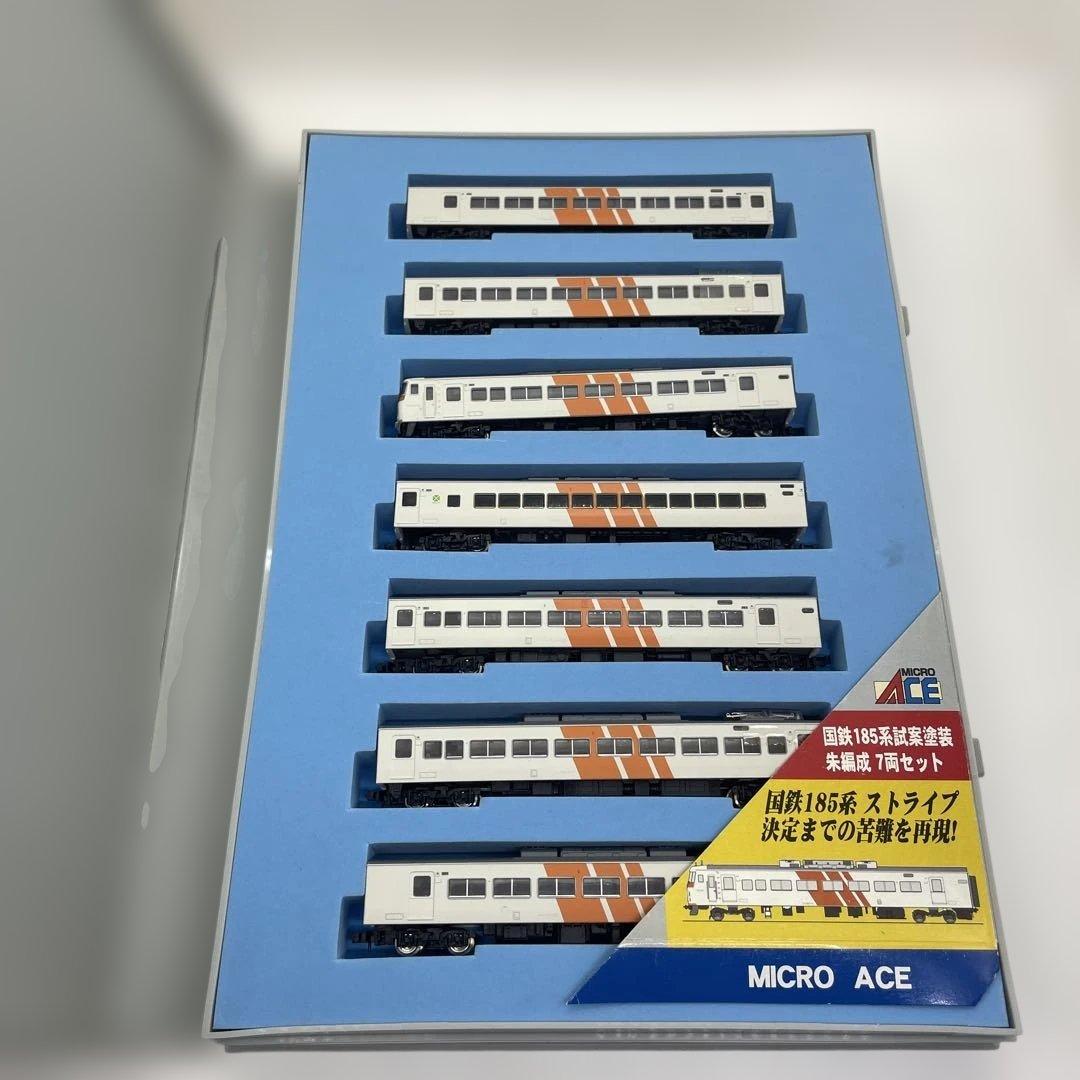 MICRO
ACE
国鉄185系試案塗装
朱編成 7両セット
国鉄185系 ストライプ
決定までの苦難を再現!
MICRO ACE